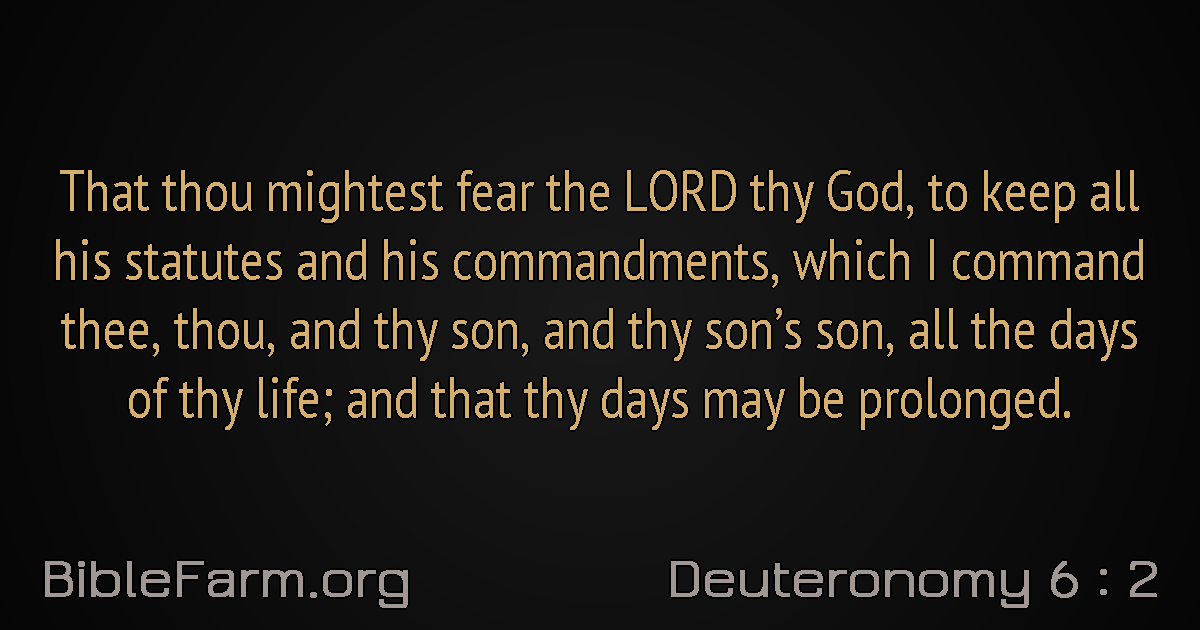 That thou mightest fear the LORD thy God, to keep all
his statutes and his commandments, which I command
thee, thou, and thy son, and thy son’s son, all the days
of thy life; and that thy days may be prolonged.
BibleFarm.org
Deuteronomy 6 : 2